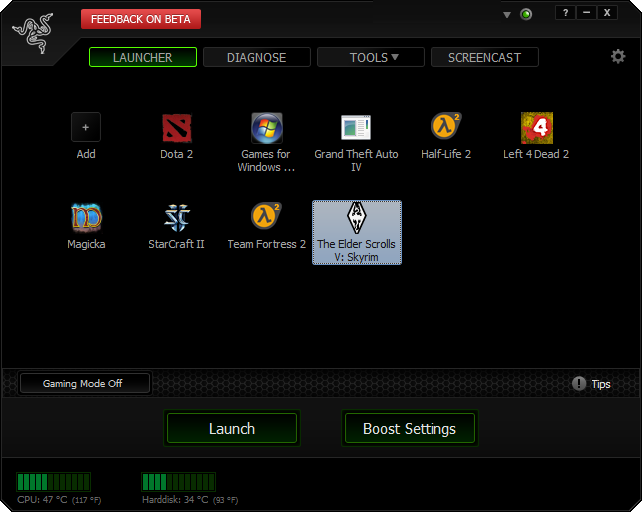 FEEDBACK ON BETA
? – X
LAUNCHER DIAGNOSE TOOLS SCREENCAST
+
Add Dota 2 Games for Windows ... Grand Theft Auto IV Half-Life 2 Left 4 Dead 2
Magicka StarCraft II Team Fortress 2 The Elder Scrolls V: Skyrim
Gaming Mode Off
! Tips
Launch Boost Settings
CPU: 47 °C (117 °F) Harddisk: 34 °C (93 °F)